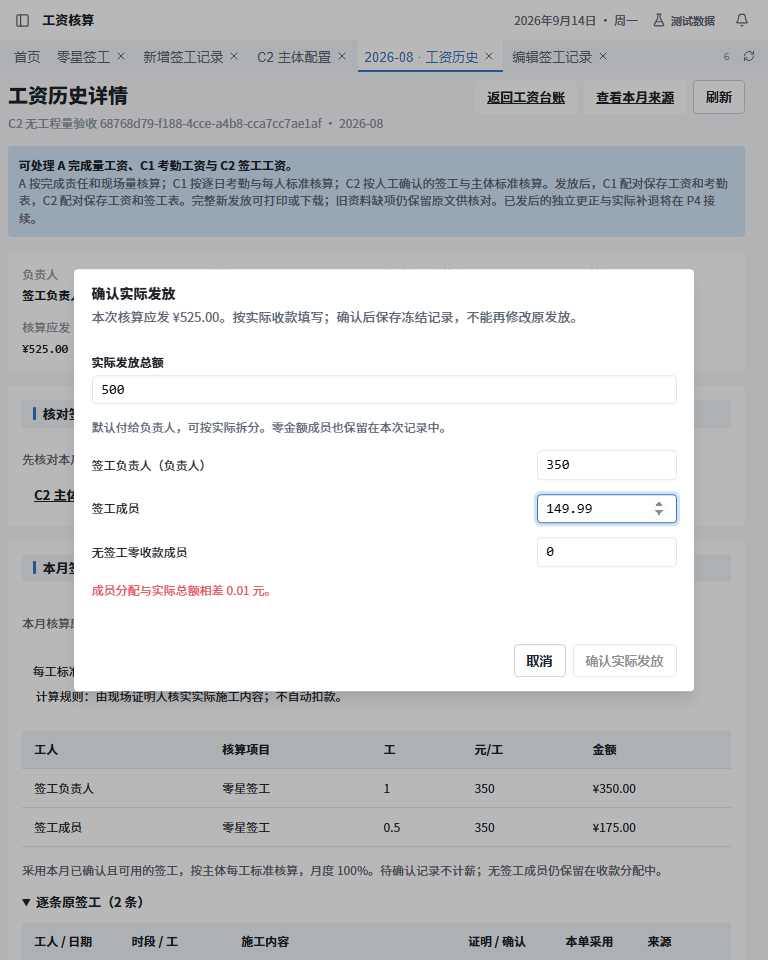 工资核算
2026年9月14日 · 周一 测试数据
首页 零星签工 × 新增签工记录 × C2 主体配置 × 2026-08 · 工资历史 × 编辑签工记录 × 6
工资历史详情
返回工资台账 查看本月来源 刷新
C2 无工程量验收 68768d79-f188-4cce-a4b8-cca7cc7ae1af · 2026-08
可处理 A 完成量工资、C1 考勤工资与 C2 签工工资。
A 按完成责任和现场量核算；C1 按逐日考勤与每人标准核算；C2 按人工确认的签工与主体标准核算。发放后，C1 配对保存工资和考勤
表，C2 配对保存工资和签工表。完整新发放可打印或下载；旧资料缺项仍保留原文供核对。已发后的独立更正与实际补退将在 P4 接
续。
负责人
签工负责人
核算应发
¥525.00
核对签
先核对本月
C2 主体
本月签
本月核算应
每工标准
确认实际发放
本次核算应发 ¥525.00。按实际收款填写；确认后保存冻结记录，不能再修改原发放。
实际发放总额
500
默认付给负责人，可按实际拆分。零金额成员也保留在本次记录中。
签工负责人（负责人） 350
签工成员 149.99
无签工零收款成员 0
成员分配与实际总额相差 0.01 元。
取消 确认实际发放
计算规则：由现场证明人核实实际施工内容；不自动扣款。
工人 核算项目 工 元/工 金额
签工负责人 零星签工 1 350 ¥350.00
签工成员 零星签工 0.5 350 ¥175.00
采用本月已确认且可用的签工，按主体每工标准核算，月度 100%。待确认记录不计薪；无签工成员仍保留在收款分配中。
▼ 逐条原签工（2 条）
工人 / 日期 时段 / 工 施工内容 证明 / 确认 本单采用 来源